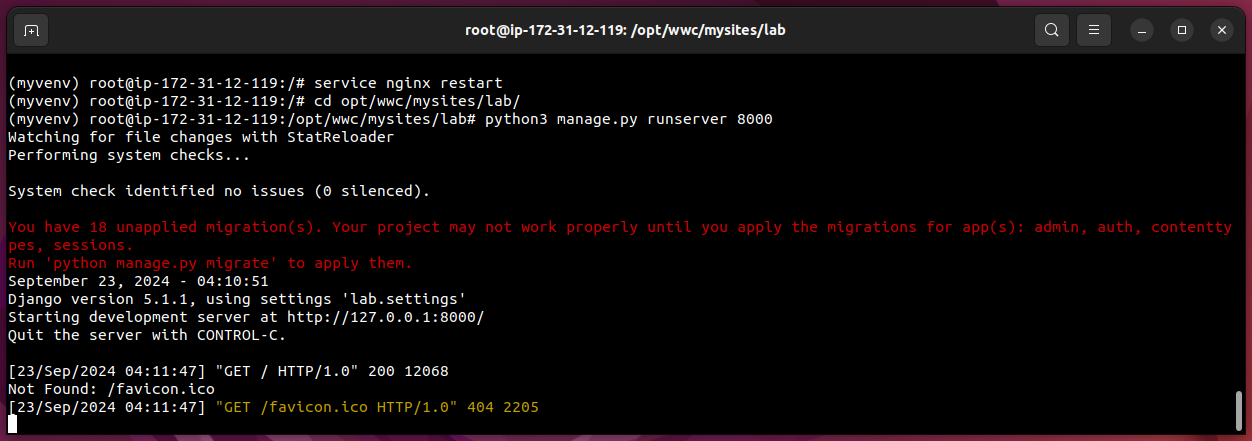 root@ip-172-31-12-119: /opt/wwc/mysites/lab
(myvenv) root@ip-172-31-12-119:/# service nginx restart
(myvenv) root@ip-172-31-12-119:/# cd opt/wwc/mysites/lab/
(myvenv) root@ip-172-31-12-119:/opt/wwc/mysites/lab# python3 manage.py runserver 8000
Watching for file changes with StatReloader
Performing system checks...
System check identified no issues (0 silenced).
You have 18 unapplied migration(s). Your project may not work properly until you apply the migrations for app(s): admin, auth, contentty
pes, sessions.
Run 'python manage.py migrate' to apply them.
September 23, 2024 - 04:10:51
Django version 5.1.1, using settings 'lab.settings'
Starting development server at http://127.0.0.1:8000/
Quit the server with CONTROL-C.
[23/Sep/2024 04:11:47] "GET / HTTP/1.0" 200 12068
Not Found: /favicon.ico
[23/Sep/2024 04:11:47] "GET /favicon.ico HTTP/1.0" 404 2205